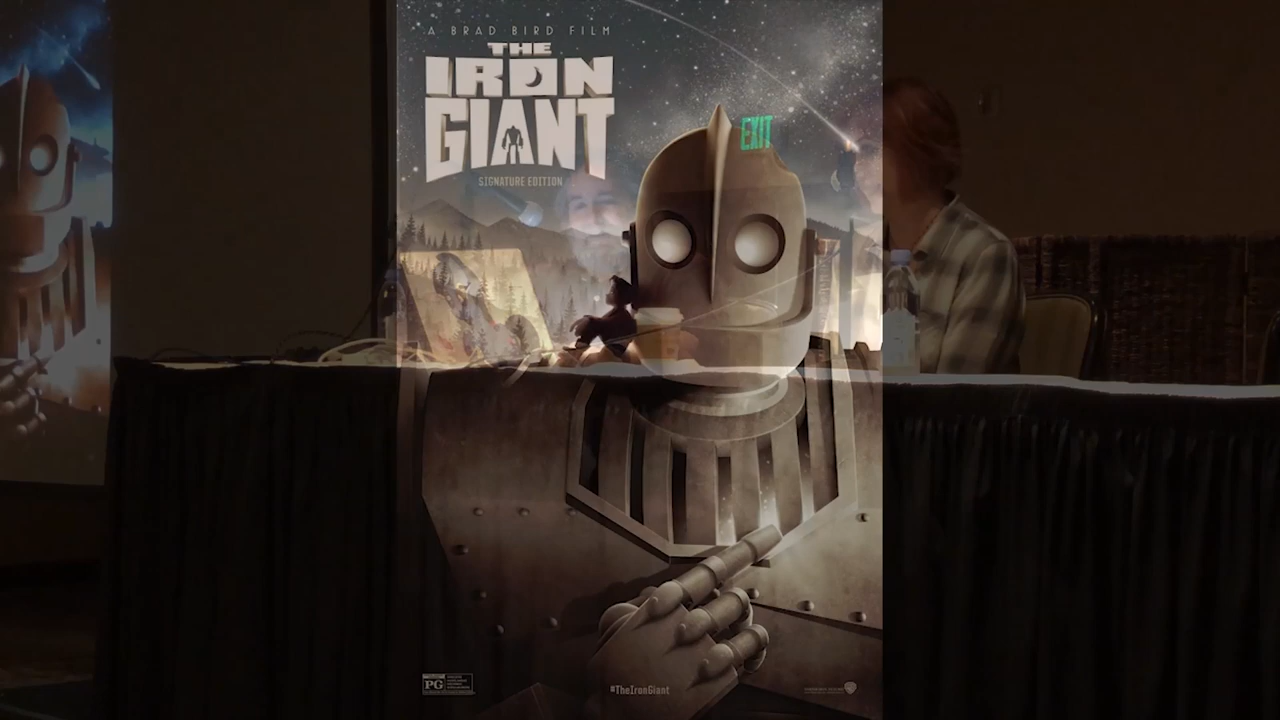 A BRAD BIRD FILM
THE
IRON
GIANT
SIGNATURE EDITION
EXIT
PG
#TheIronGiant